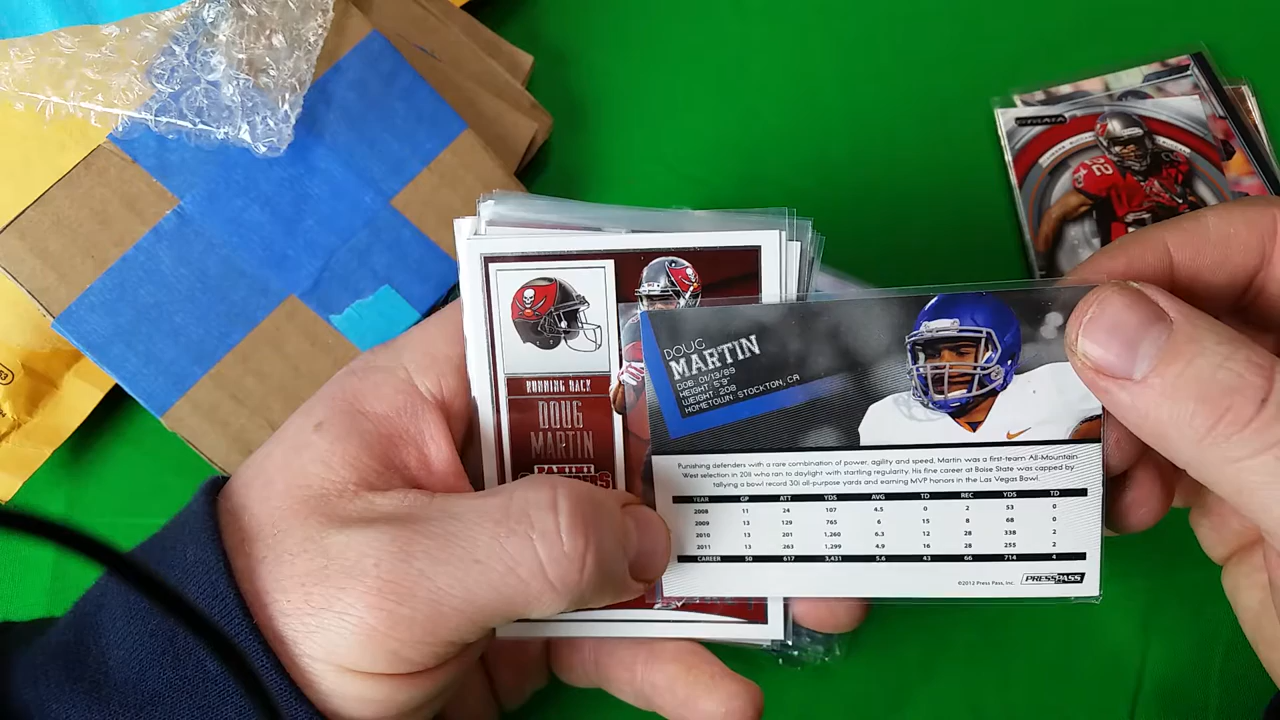 STRATA
22
RUNNING BACK
DOUG
MARTIN
PANINI
DOUG
MARTIN
DOB: 01/13/89
HEIGHT: 5'9"
WEIGHT: 208
HOMETOWN: STOCKTON, CA
Punishing defenders with a rare combination of power, agility and speed, Martin was a first-team All-Mountain
West selection in 2011 who ran to daylight with startling regularity. His fine career at Boise State was capped by
tallying a bowl record 301 all-purpose yards and earning MVP honors in the Las Vegas Bowl.
YEAR GP ATT YDS AVG TD REC YDS TD
2008 11 24 107 4.5 0 2 53 0
2009 13 129 765 6 15 8 68 0
2010 13 201 1,260 6.3 12 28 338 2
2011 13 263 1,299 4.9 16 28 255 2
CAREER 50 617 3,431 5.6 43 66 714 4
©2012 Press Pass, Inc. PRESSPASS